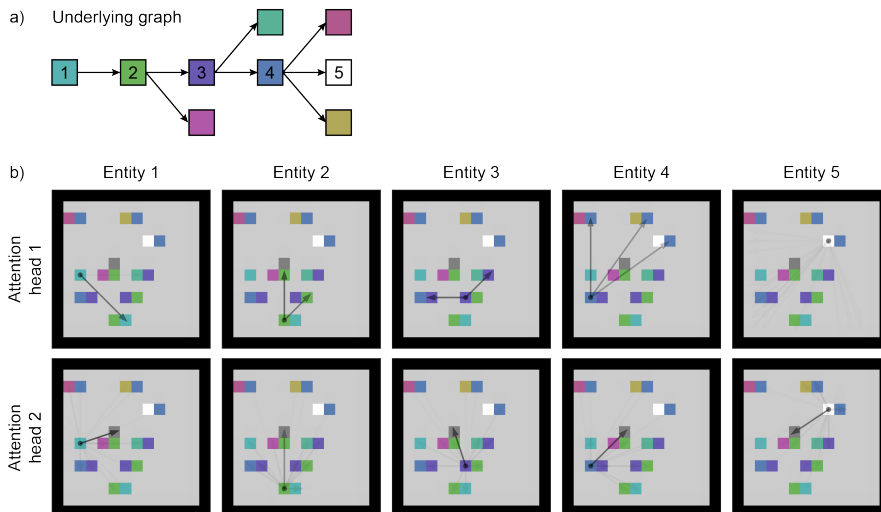 a) Underlying graph
1 2 3 4 5
b) Entity 1 Entity 2 Entity 3 Entity 4 Entity 5
Attention
head 1
Attention
head 2